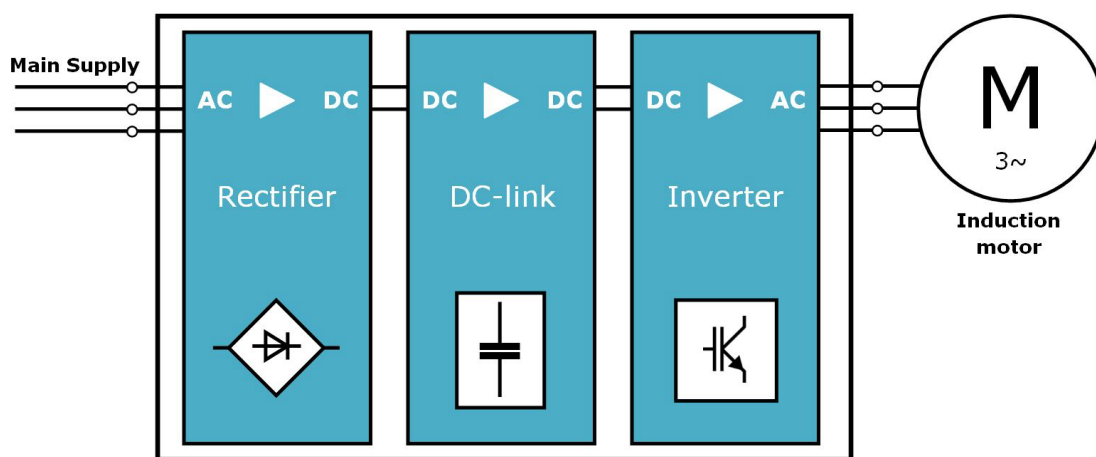 Main Supply
AC DC
DC DC
DC AC
Rectifier
DC-link
Inverter
M
3~
Induction
motor